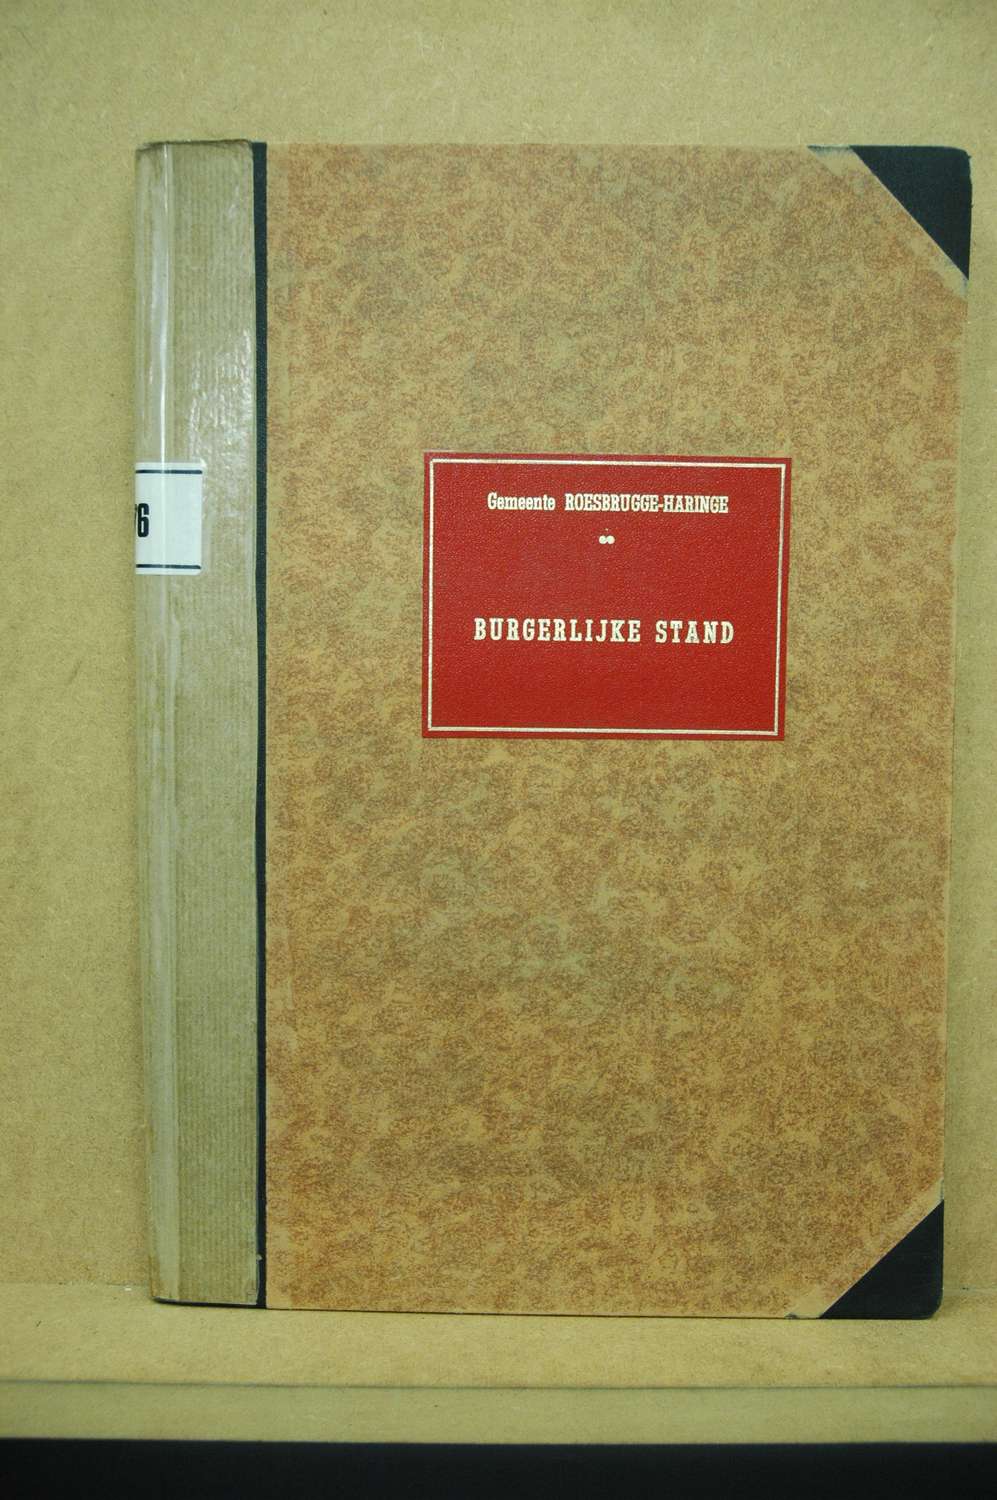 Gemeente ROESBRUGGE-HARINGE
BURGERLIJKE STAND